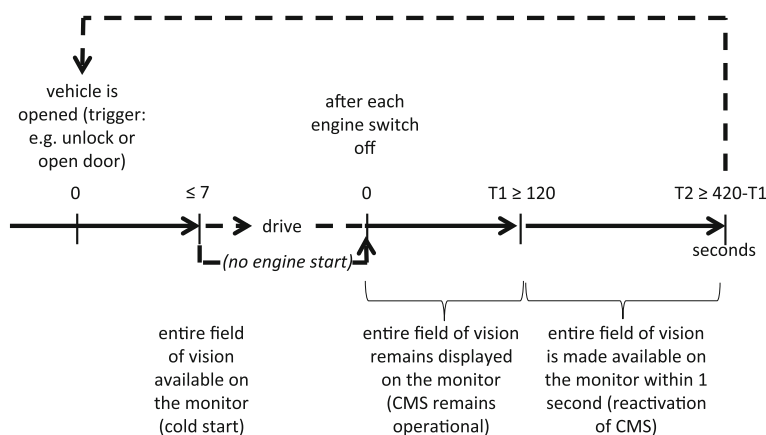 vehicle is
opened (trigger:
e.g. unlock or
open door)
after each
engine switch
off
0
≤ 7
0
T1 ≥ 120
T2 ≥ 420-T1
drive
seconds
(no engine start)
entire field
of vision
available on
the monitor
(cold start)
entire field of vision
remains displayed
on the monitor
(CMS remains
operational)
entire field of vision
is made available on
the monitor within 1
second (reactivation
of CMS)